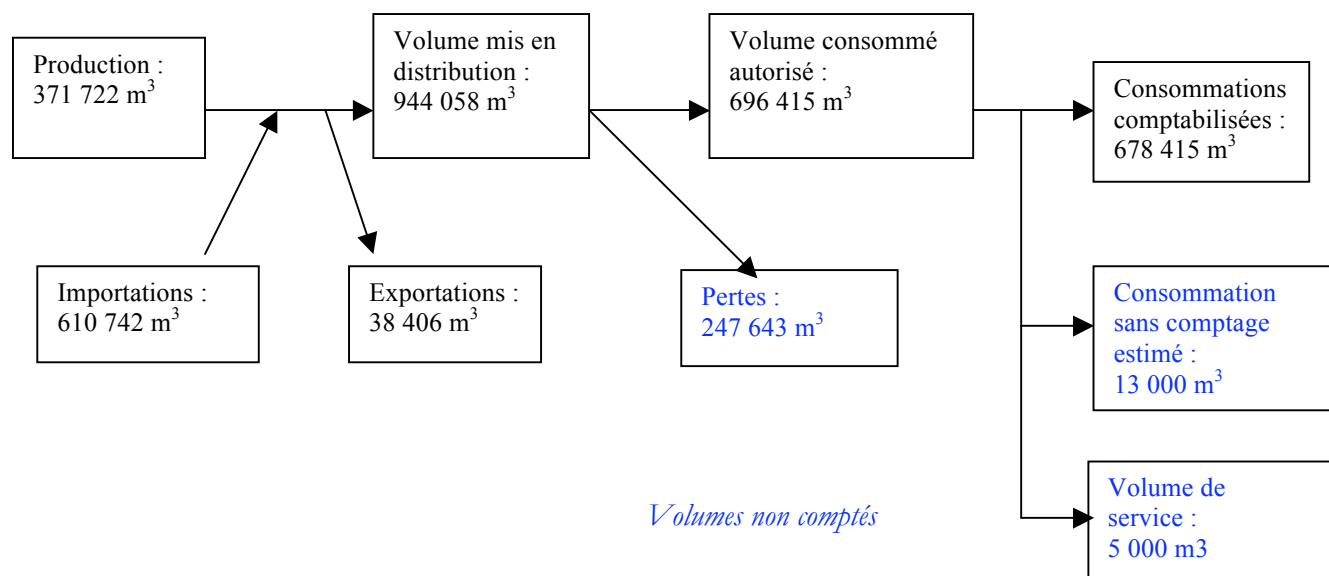 Production :
371 722 m³
Volume mis en
distribution :
944 058 m³
Volume consommé
autorisé :
696 415 m³
Consommations
comptabilisées :
678 415 m³
Importations :
610 742 m³
Exportations :
38 406 m³
Pertes :
247 643 m³
Consommation
sans comptage
estimé :
13 000 m³
Volumes non comptés
Volume de
service :
5 000 m3